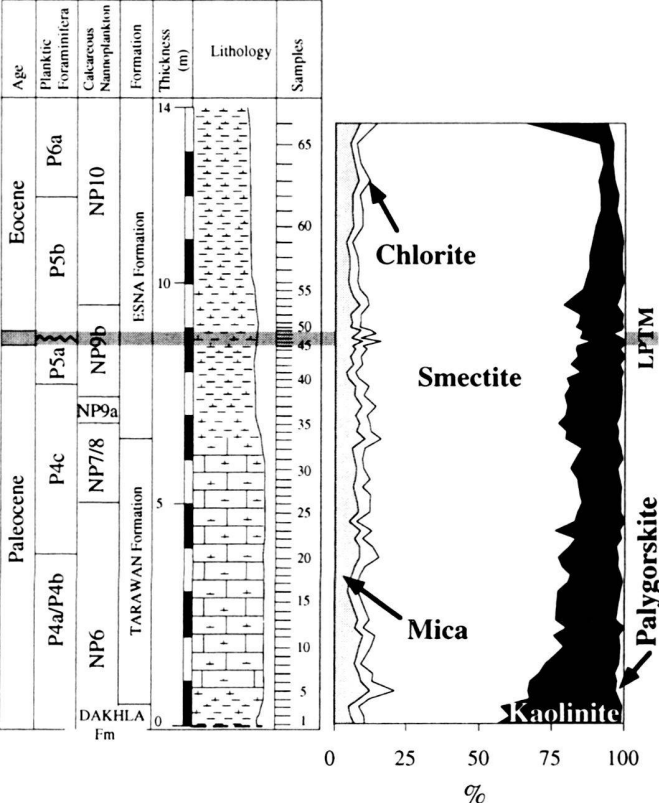 Age
Planktic
Foraminifera
Calcareous
Nannoplankton
Formation
Thickness
(m)
Lithology
Samples
Eocene
Paleocene
P6a
P5b
P5a
P4c
P4a/P4b
NP10
NP9b
NP9a
NP7/8
NP6
ESNA Formation
TARAWAN Formation
DAKHLA
Fm
14
10
5
0
65
60
55
50
45
40
35
30
25
20
15
10
5
1
Chlorite
Smectite
LPTM
Mica
Palygorskite
Kaolinite
0 25 50 75 100
%